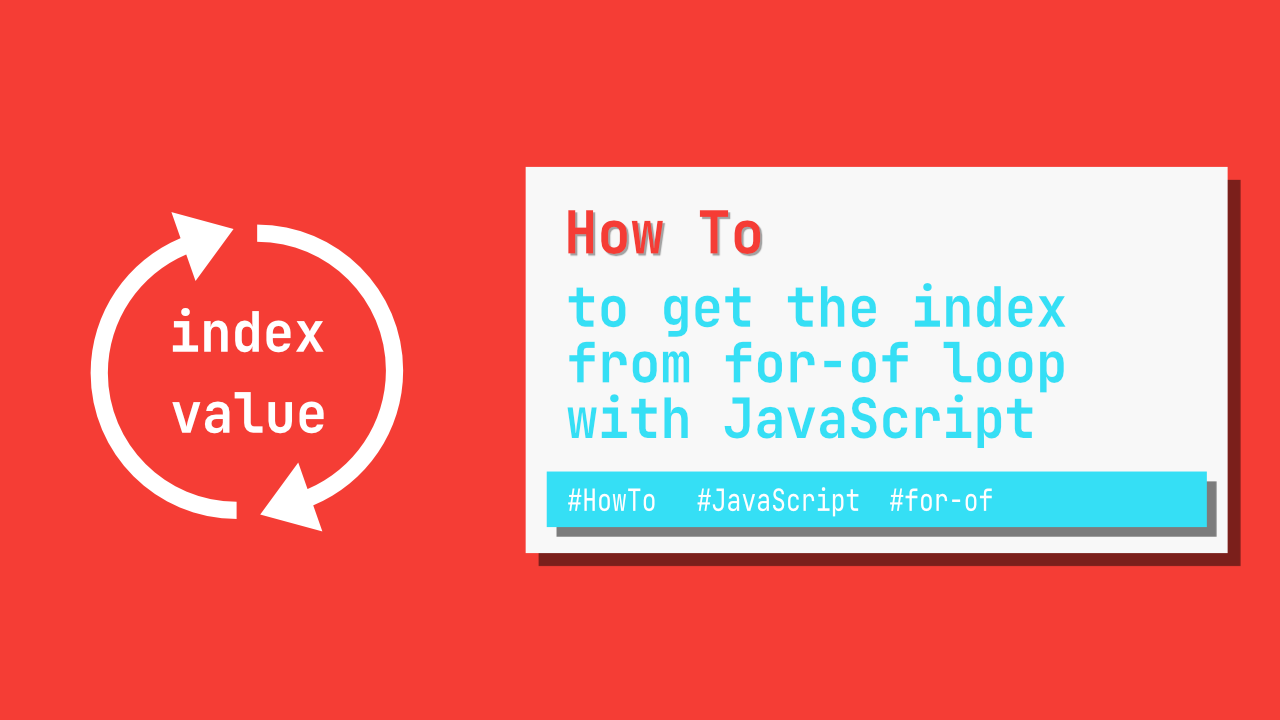 index
value
How To
to get the index
from for-of loop
with JavaScript
#HowTo #JavaScript #for-of